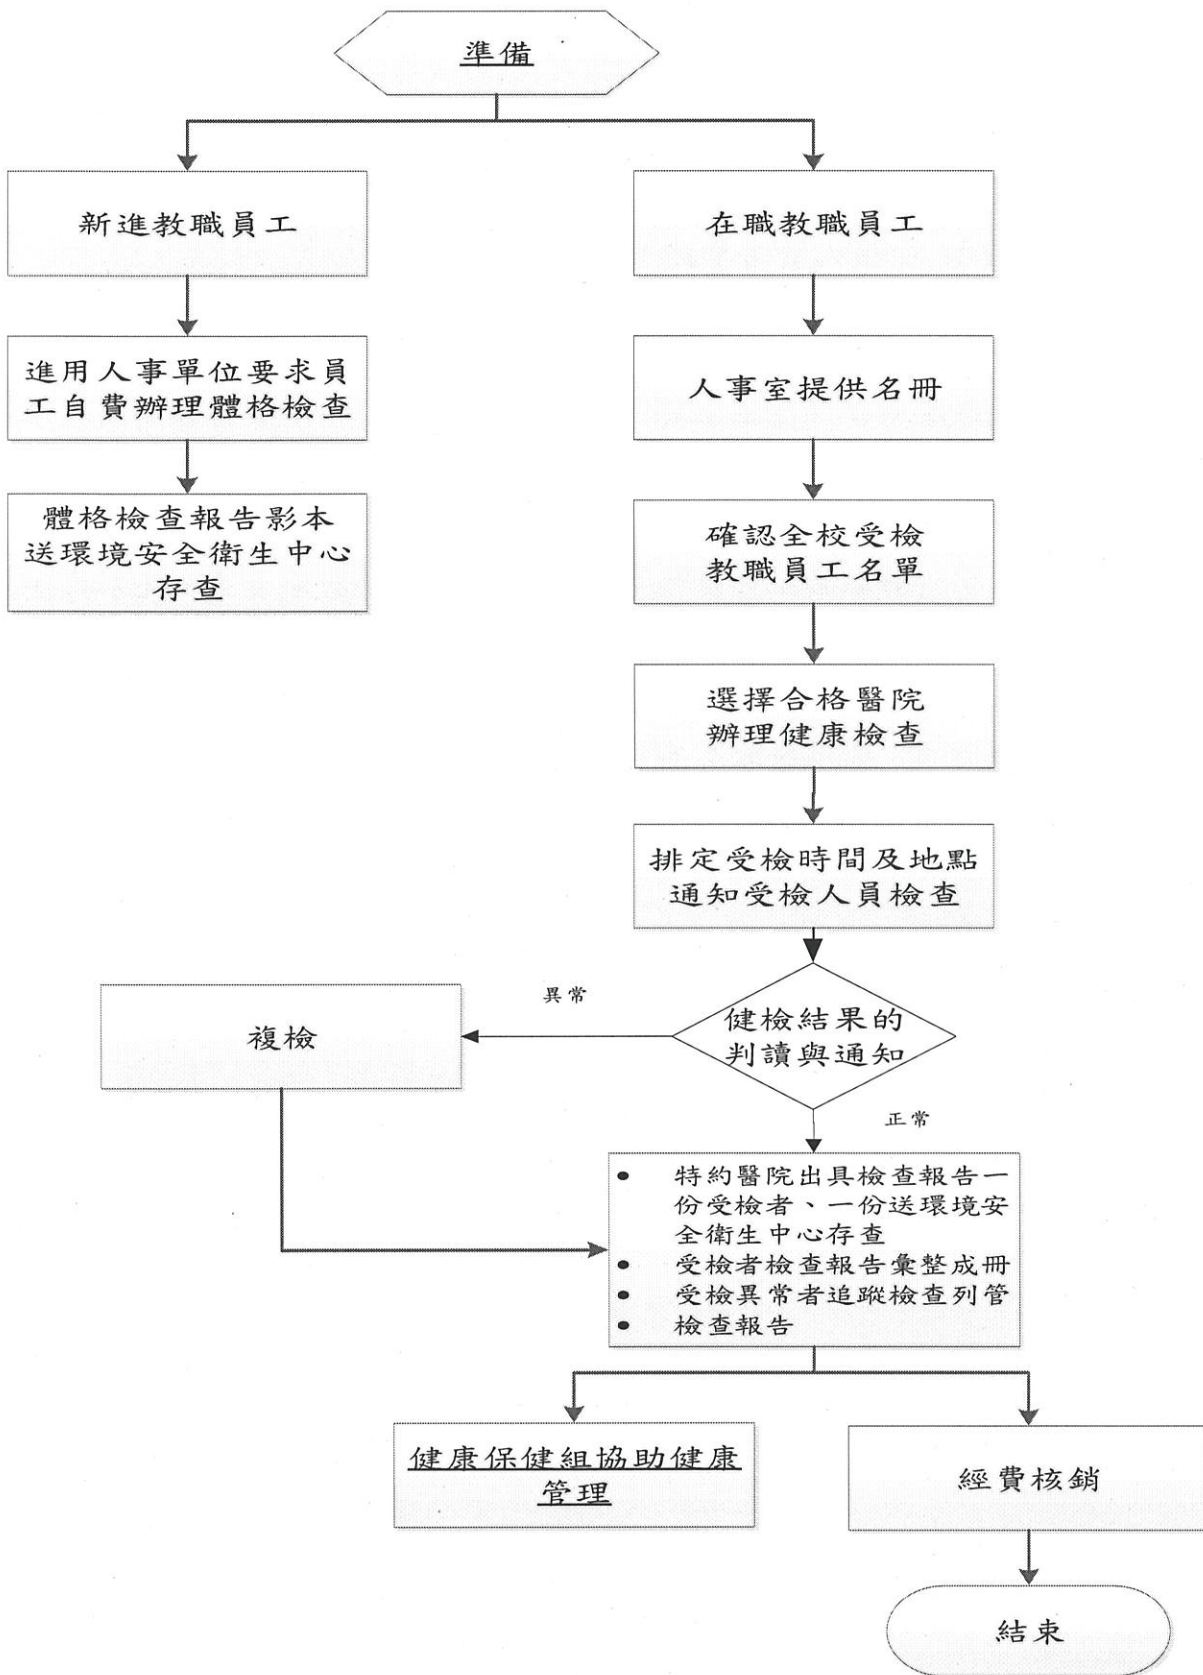 準備
新進教職員工
在職教職員工
進用人事單位要求員
工自費辦理體格檢查
人事室提供名冊
體格檢查報告影本
送環境安全衛生中心
存查
確認全校受檢
教職員工名單
選擇合格醫院
辦理健康檢查
排定受檢時間及地點
通知受檢人員檢查
異常
複檢
健檢結果的
判讀與通知
正常
• 特約醫院出具檢查報告一
份受檢者、一份送環境安
全衛生中心存查
• 受檢者檢查報告彙整成冊
• 受檢異常者追蹤檢查列管
• 檢查報告
健康保健組協助健康
管理
經費核銷
結束